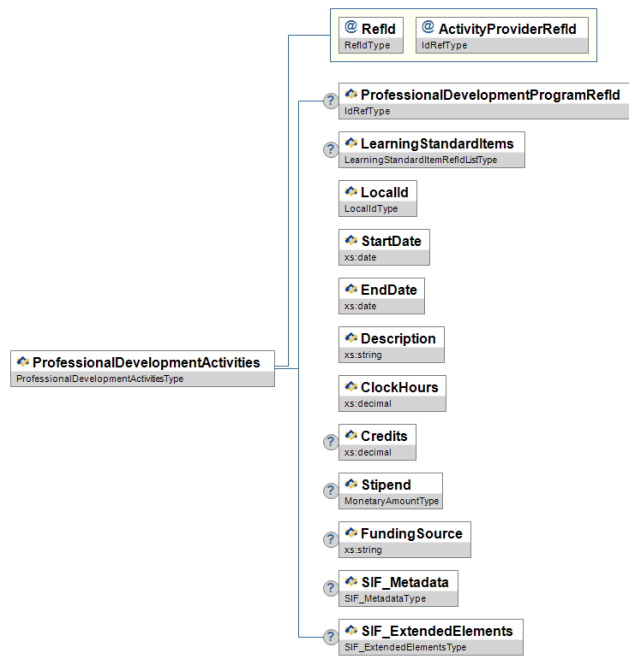 @ RefId
RefIdType
@ ActivityProviderRefId
IdRefType
? ProfessionalDevelopmentProgramRefId
IdRefType
? LearningStandardItems
LearningStandardItemRefIdListType
LocalId
LocalIdType
StartDate
xs:date
EndDate
xs:date
ProfessionalDevelopmentActivities
ProfessionalDevelopmentActivitiesType
Description
xs:string
ClockHours
xs:decimal
? Credits
xs:decimal
? Stipend
MonetaryAmountType
? FundingSource
xs:string
? SIF_Metadata
SIF_MetadataType
? SIF_ExtendedElements
SIF_ExtendedElementsType